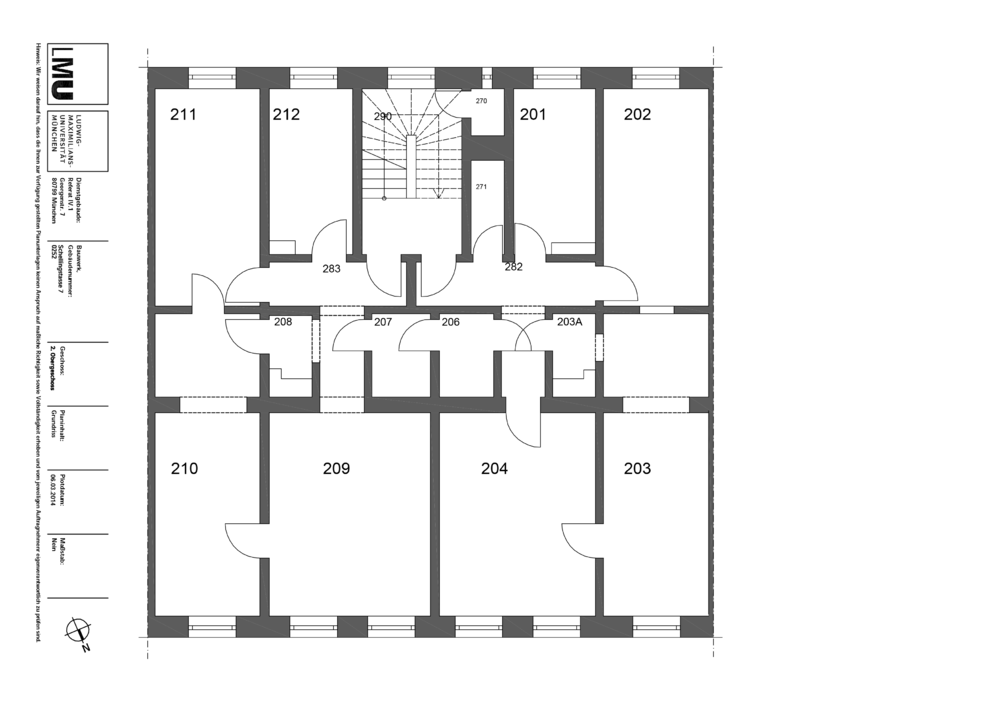 LMU
LUDWIG-
MAXIMILIANS-
UNIVERSITÄT
MÜNCHEN
Dienstgebäude:
Referat IV.1
Georgenstr. 7
80799 München
Bauwerk,
Gebäudenummer:
Schellingstasse 7
0252
Geschoss:
2. Obergeschoss
Planinhalt:
Grundriss
Plotdatum:
06.03.2014
Maßstab:
Nein
N
Hinweis: Wir weisen darauf hin, dass die Ihnen zur Verfügung gestellten Planunterlagen keinen Anspruch auf maßliche Richtigkeit sowie Vollständigkeit erheben und vom jeweiligen Auftragnehmer eigenverantwortlich zu prüfen sind.
211
212
290
270
201
202
271
283
282
208
207
206
203A
210
209
204
203